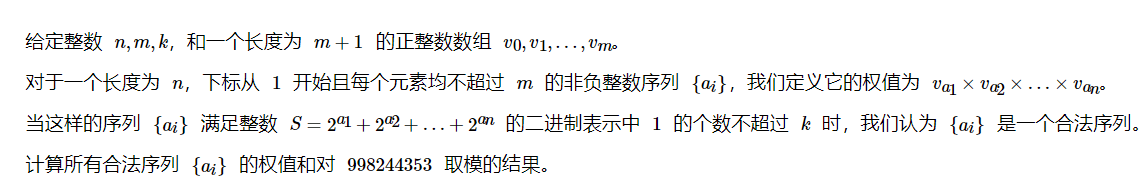 给定整数 n, m, k，和一个长度为 m + 1 的正整数数组 v₀, v₁, . . . , vₘ。
对于一个长度为 n，下标从 1 开始且每个元素均不超过 m 的非负整数序列 {aᵢ}，我们定义它的权值为 v_{a₁} × v_{a₂} × . . . × v_{aₙ}。
当这样的序列 {aᵢ} 满足整数 S = 2^{a₁} + 2^{a₂} + . . . + 2^{aₙ} 的二进制表示中 1 的个数不超过 k 时，我们认为 {aᵢ} 是一个合法序列。
计算所有合法序列 {aᵢ} 的权值和对 998244353 取模的结果。